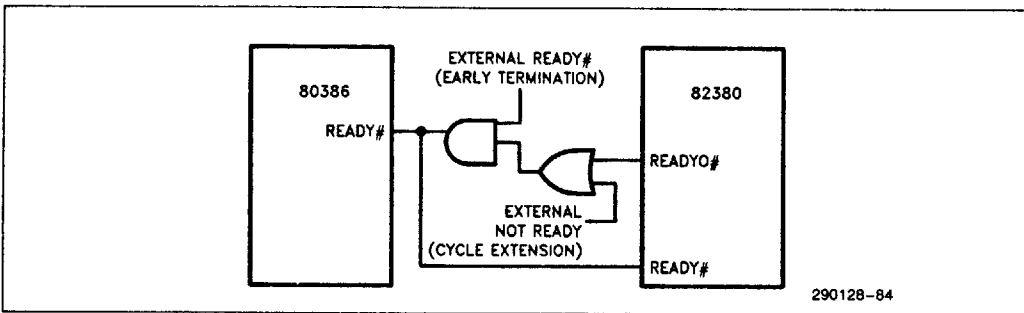 80386
READY#
EXTERNAL READY#
(EARLY TERMINATION)
82380
READYO#
EXTERNAL
NOT READY
(CYCLE EXTENSION)
READY#
290128-84